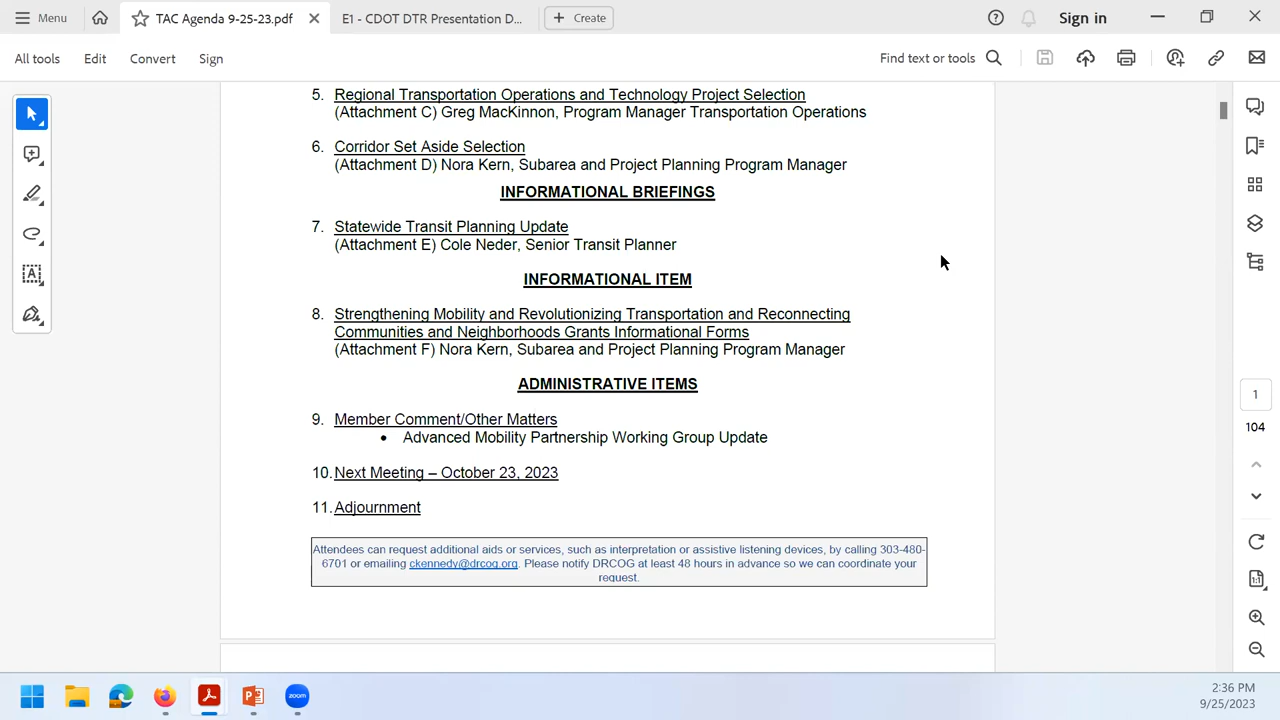 Menu
TAC Agenda 9-25-23.pdf
E1 - CDOT DTR Presentation D...
Create
Sign in
All tools
Edit
Convert
Sign
Find text or tools
5. Regional Transportation Operations and Technology Project Selection
(Attachment C) Greg MacKinnon, Program Manager Transportation Operations
6. Corridor Set Aside Selection
(Attachment D) Nora Kern, Subarea and Project Planning Program Manager
INFORMATIONAL BRIEFINGS
7. Statewide Transit Planning Update
(Attachment E) Cole Neder, Senior Transit Planner
INFORMATIONAL ITEM
8. Strengthening Mobility and Revolutionizing Transportation and Reconnecting
Communities and Neighborhoods Grants Informational Forms
(Attachment F) Nora Kern, Subarea and Project Planning Program Manager
ADMINISTRATIVE ITEMS
9. Member Comment/Other Matters
• Advanced Mobility Partnership Working Group Update
10. Next Meeting – October 23, 2023
11. Adjournment
Attendees can request additional aids or services, such as interpretation or assistive listening devices, by calling 303-480-
6701 or emailing ckennedy@drcog.org. Please notify DRCOG at least 48 hours in advance so we can coordinate your
request.
1
104
1:1
zoom
2:36 PM
9/25/2023